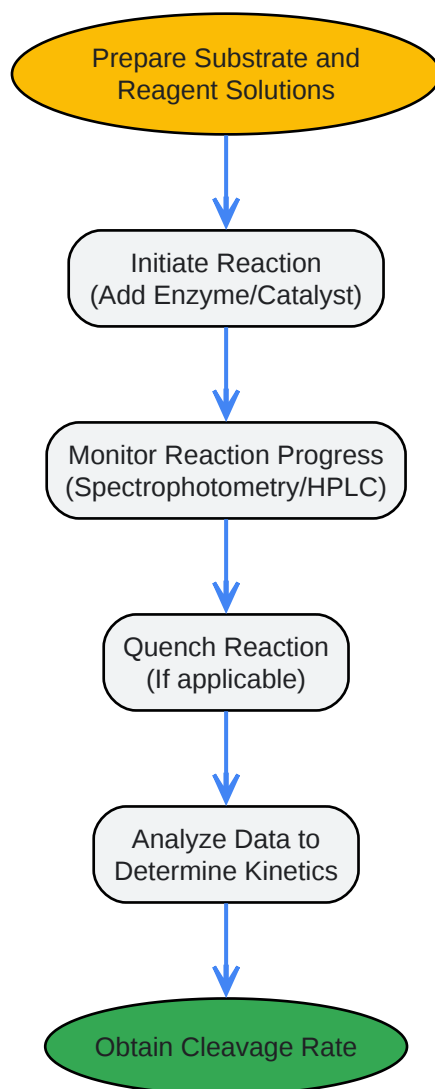 Prepare Substrate and
Reagent Solutions
Initiate Reaction
(Add Enzyme/Catalyst)
Monitor Reaction Progress
(Spectrophotometry/HPLC)
Quench Reaction
(If applicable)
Analyze Data to
Determine Kinetics
Obtain Cleavage Rate